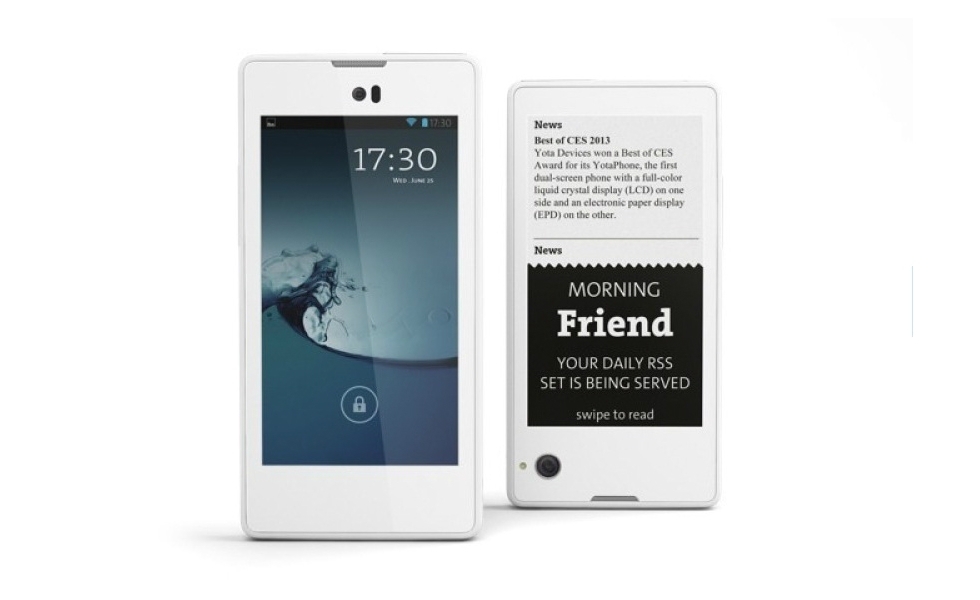 17:30
17:30
WED , JUNE 25
News
Best of CES 2013
Yota Devices won a Best of CES
Award for its YotaPhone, the first
dual-screen phone with a full-color
liquid crystal display (LCD) on one
side and an electronic paper display
(EPD) on the other.
News
MORNING
Friend
YOUR DAILY RSS
SET IS BEING SERVED
swipe to read